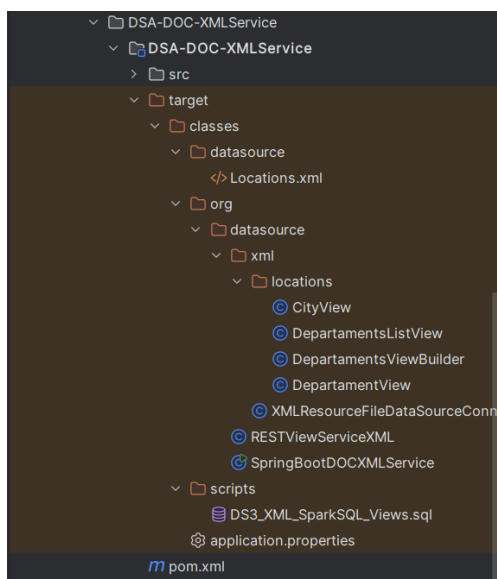 DSA-DOC-XMLService
DSA-DOC-XMLService
src
target
classes
datasource
Locations.xml
org
datasource
xml
locations
CityView
DepartamentsListView
DepartamentsViewBuilder
DepartamentView
XMLResourceFileDataSourceConn
RESTViewServiceXML
SpringBootDOCXMLService
scripts
DS3_XML_SparkSQL_Views.sql
application.properties
pom.xml